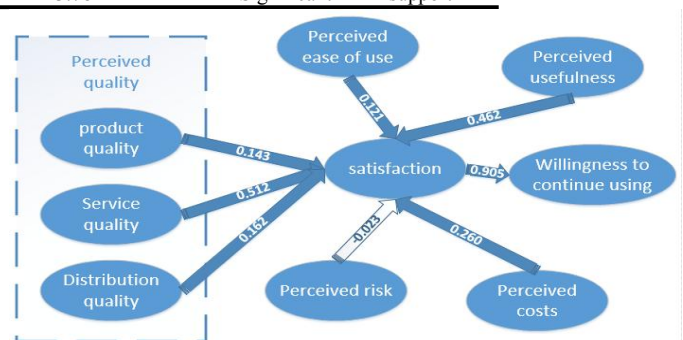 Perceived
quality
product
quality
Service
quality
Distribution
quality
Perceived
ease of use
Perceived
usefulness
satisfaction
Willingness to
continue using
Perceived risk
Perceived
costs
0.143
0.512
0.162
0.121
0.462
0.905
-0.023
0.260